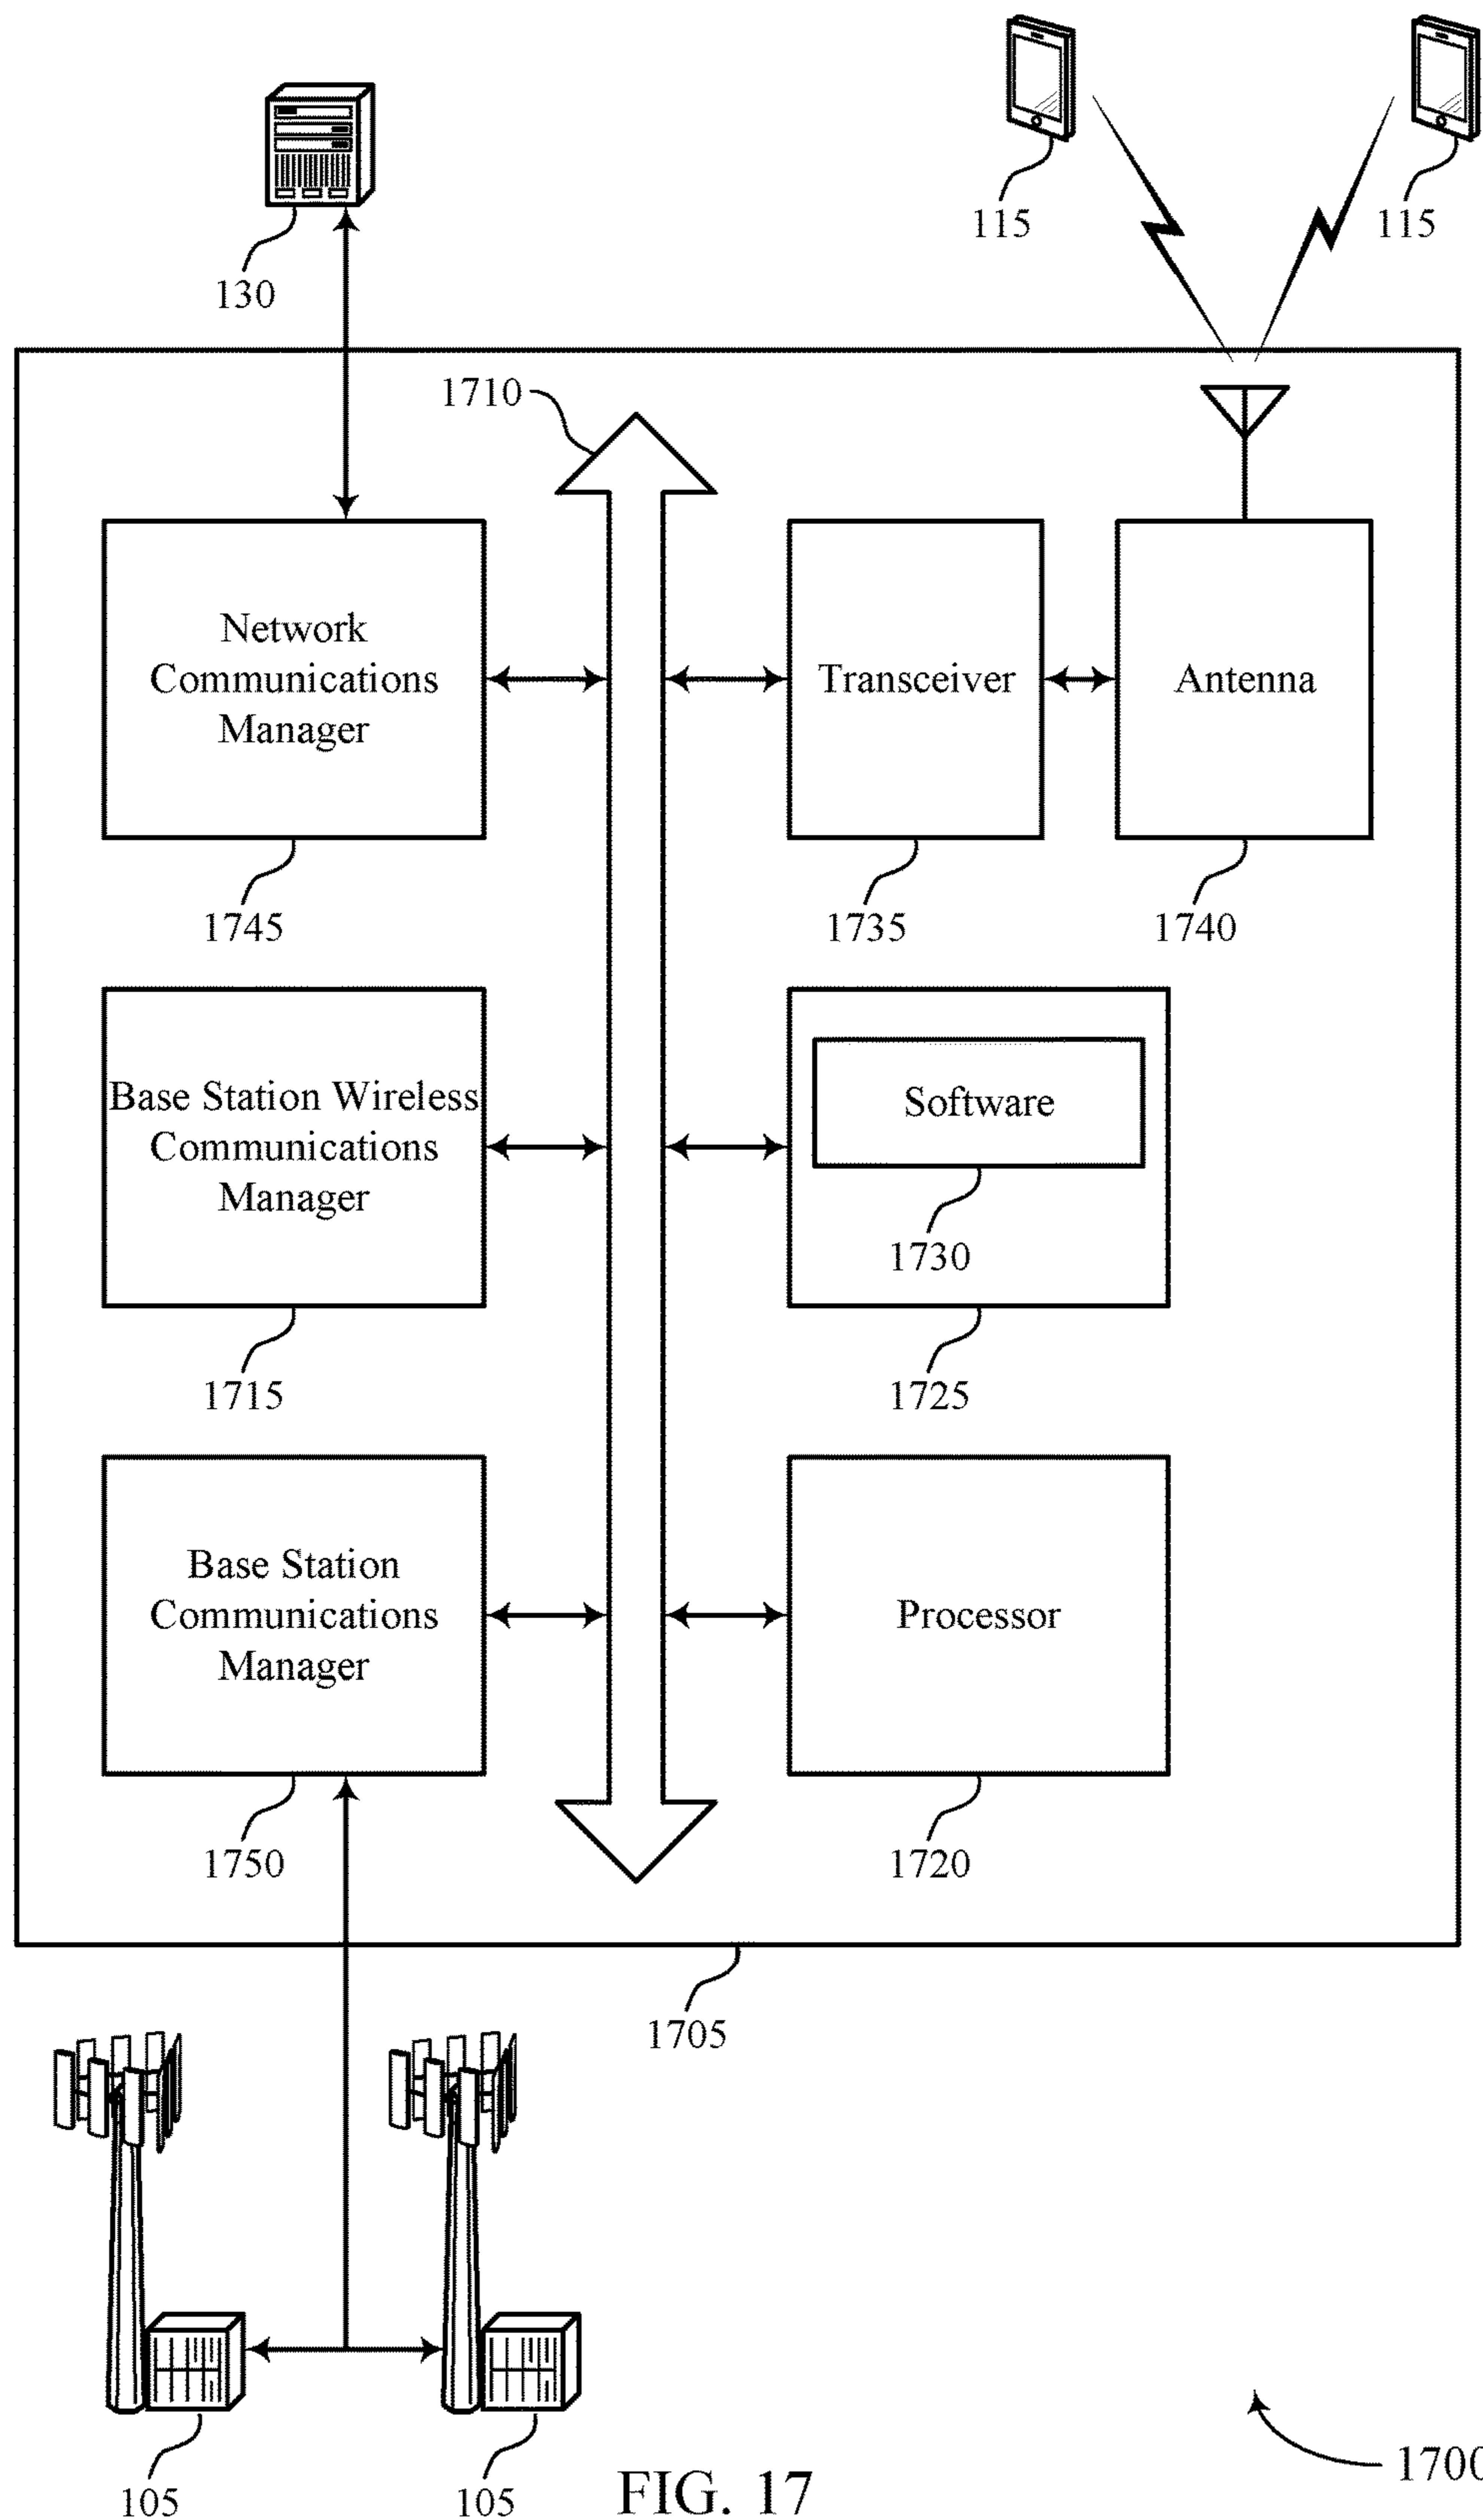 115
115
130
1710
Network
Communications
Manager
Transceiver
Antenna
1745
1735
1740
Base Station Wireless
Communications
Manager
Software
1730
1715
1725
Base Station
Communications
Manager
Processor
1750
1720
1705
105
105
FIG. 17
1700